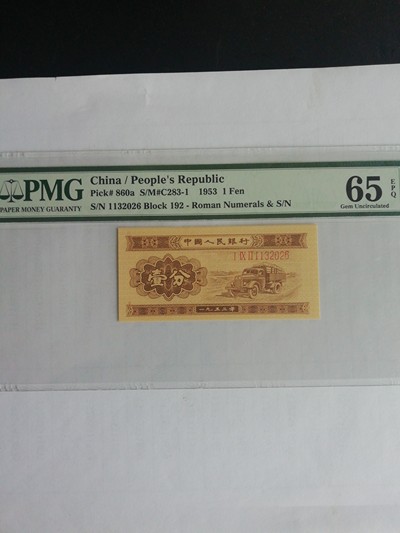 PMG
PAPER MONEY GUARANTY
China / People's Republic
Pick# 860a S/M#C283-1 1953 1 Fen
S/N 1132026 Block 192 - Roman Numerals & S/N
65 EPQ
Gem Uncirculated
中國人民銀行
I IX II 1132026
壹分
一九五三年